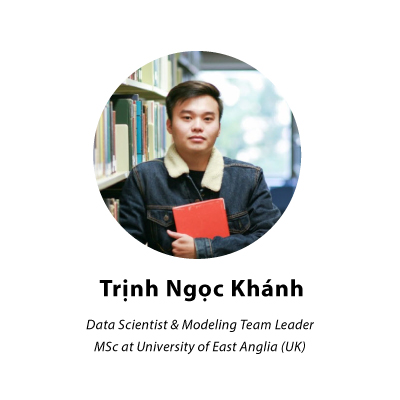 Trịnh Ngọc Khánh
Data Scientist & Modeling Team Leader
MSc at University of East Anglia (UK)